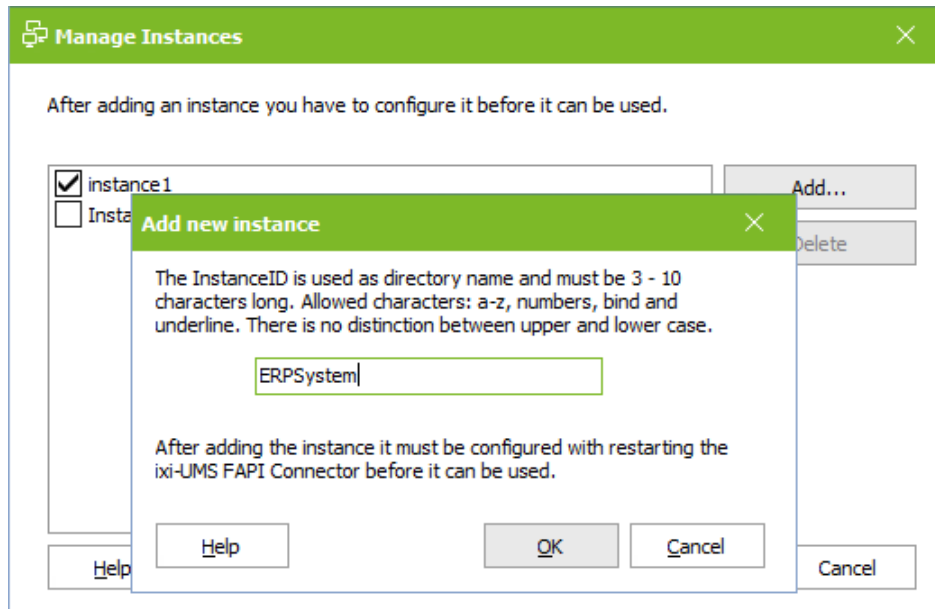 Manage Instances
After adding an instance you have to configure it before it can be used.
instance1
Add...
Insta
Delete
Add new instance
The InstanceID is used as directory name and must be 3 - 10
characters long. Allowed characters: a-z, numbers, bind and
underline. There is no distinction between upper and lower case.
ERPSystem
After adding the instance it must be configured with restarting the
ixi-UMS FAPI Connector before it can be used.
Help
OK
Cancel
Help
Cancel